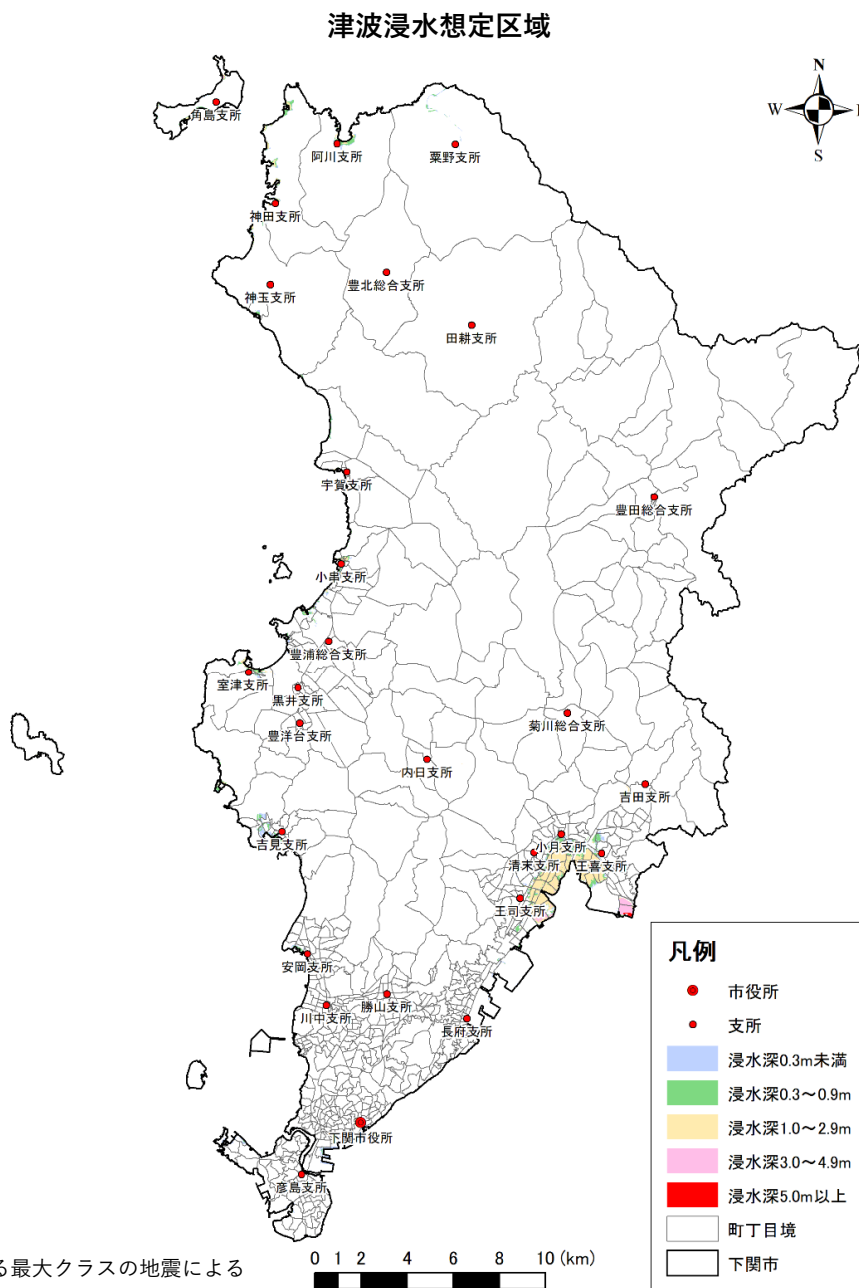 津波浸水想定区域
N
W
S
角島支所
阿川支所
粟野支所
神田支所
神玉支所
豊北総合支所
田耕支所
宇賀支所
豊田総合支所
小串支所
豊浦総合支所
室津支所
黒井支所
豊洋台支所
菊川総合支所
内日支所
吉田支所
吉見支所
小月支所
清末支所
王喜支所
王司支所
安岡支所
川中支所
勝山支所
長府支所
下関市役所
彦島支所
凡例
市役所
支所
浸水深0.3m未満
浸水深0.3～0.9m
浸水深1.0～2.9m
浸水深3.0～4.9m
浸水深5.0m以上
町丁目境
下関市
る最大クラスの地震による
0 1 2 4 6 8 10 (km)